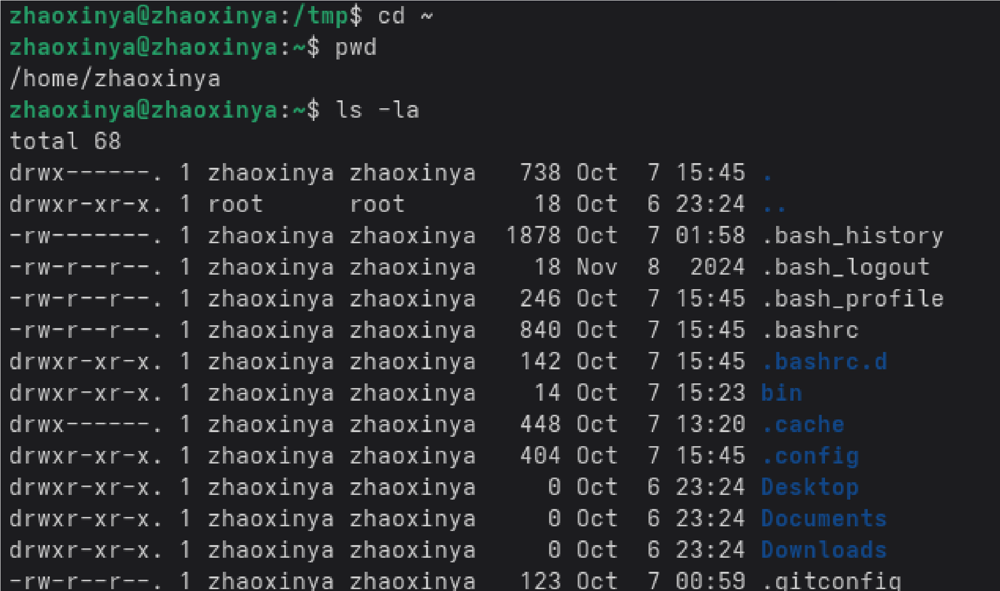 zhaoxinya@zhaoxinya:/tmp$ cd ~
zhaoxinya@zhaoxinya:~$ pwd
/home/zhaoxinya
zhaoxinya@zhaoxinya:~$ ls -la
total 68
drwx------. 1 zhaoxinya zhaoxinya   738 Oct  7 15:45 .
drwxr-xr-x. 1 root      root         18 Oct  6 23:24 ..
-rw-------. 1 zhaoxinya zhaoxinya  1878 Oct  7 01:58 .bash_history
-rw-r--r--. 1 zhaoxinya zhaoxinya    18 Nov  8  2024 .bash_logout
-rw-r--r--. 1 zhaoxinya zhaoxinya   246 Oct  7 15:45 .bash_profile
-rw-r--r--. 1 zhaoxinya zhaoxinya   840 Oct  7 15:45 .bashrc
drwxr-xr-x. 1 zhaoxinya zhaoxinya   142 Oct  7 15:45 .bashrc.d
drwxr-xr-x. 1 zhaoxinya zhaoxinya    14 Oct  7 15:23 bin
drwx------. 1 zhaoxinya zhaoxinya   448 Oct  7 13:20 .cache
drwxr-xr-x. 1 zhaoxinya zhaoxinya   404 Oct  7 15:45 .config
drwxr-xr-x. 1 zhaoxinya zhaoxinya     0 Oct  6 23:24 Desktop
drwxr-xr-x. 1 zhaoxinya zhaoxinya     0 Oct  6 23:24 Documents
drwxr-xr-x. 1 zhaoxinya zhaoxinya     0 Oct  6 23:24 Downloads
-rw-r--r--. 1 zhaoxinya zhaoxinya   123 Oct  7 00:59 .gitconfig